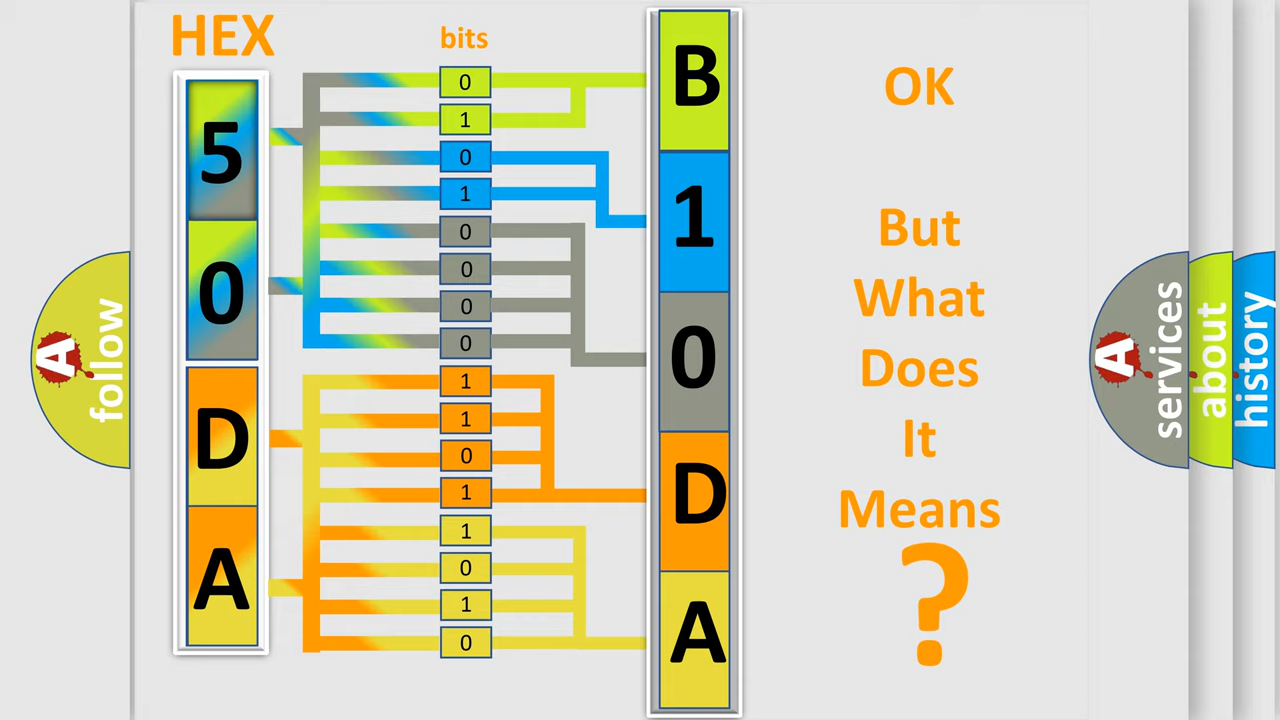 HEX
bits
5
0
D
A
0
1
0
1
0
0
0
0
1
1
0
1
1
0
1
0
B
1
0
D
A
OK
But
What
Does
It
Means
?
A
follow
A
services
about
history